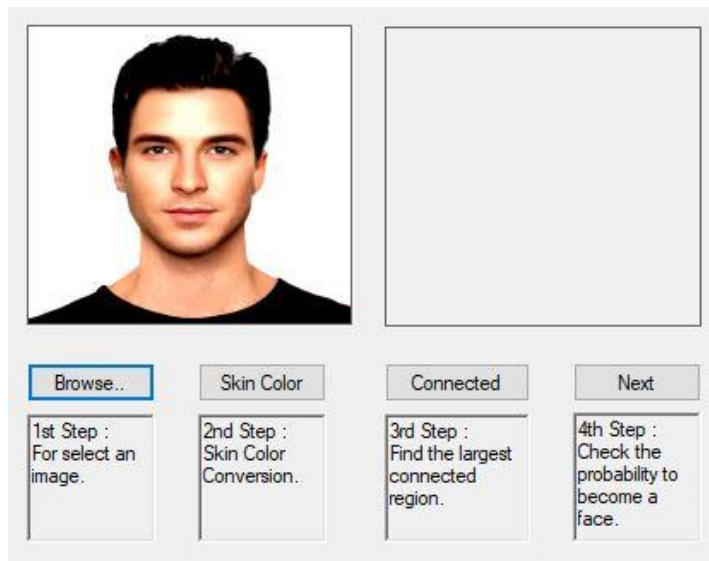 Browse..
Skin Color
Connected
Next
1st Step :
For select an
image.
2nd Step :
Skin Color
Conversion.
3rd Step :
Find the largest
connected
region.
4th Step :
Check the
probability to
become a
face.